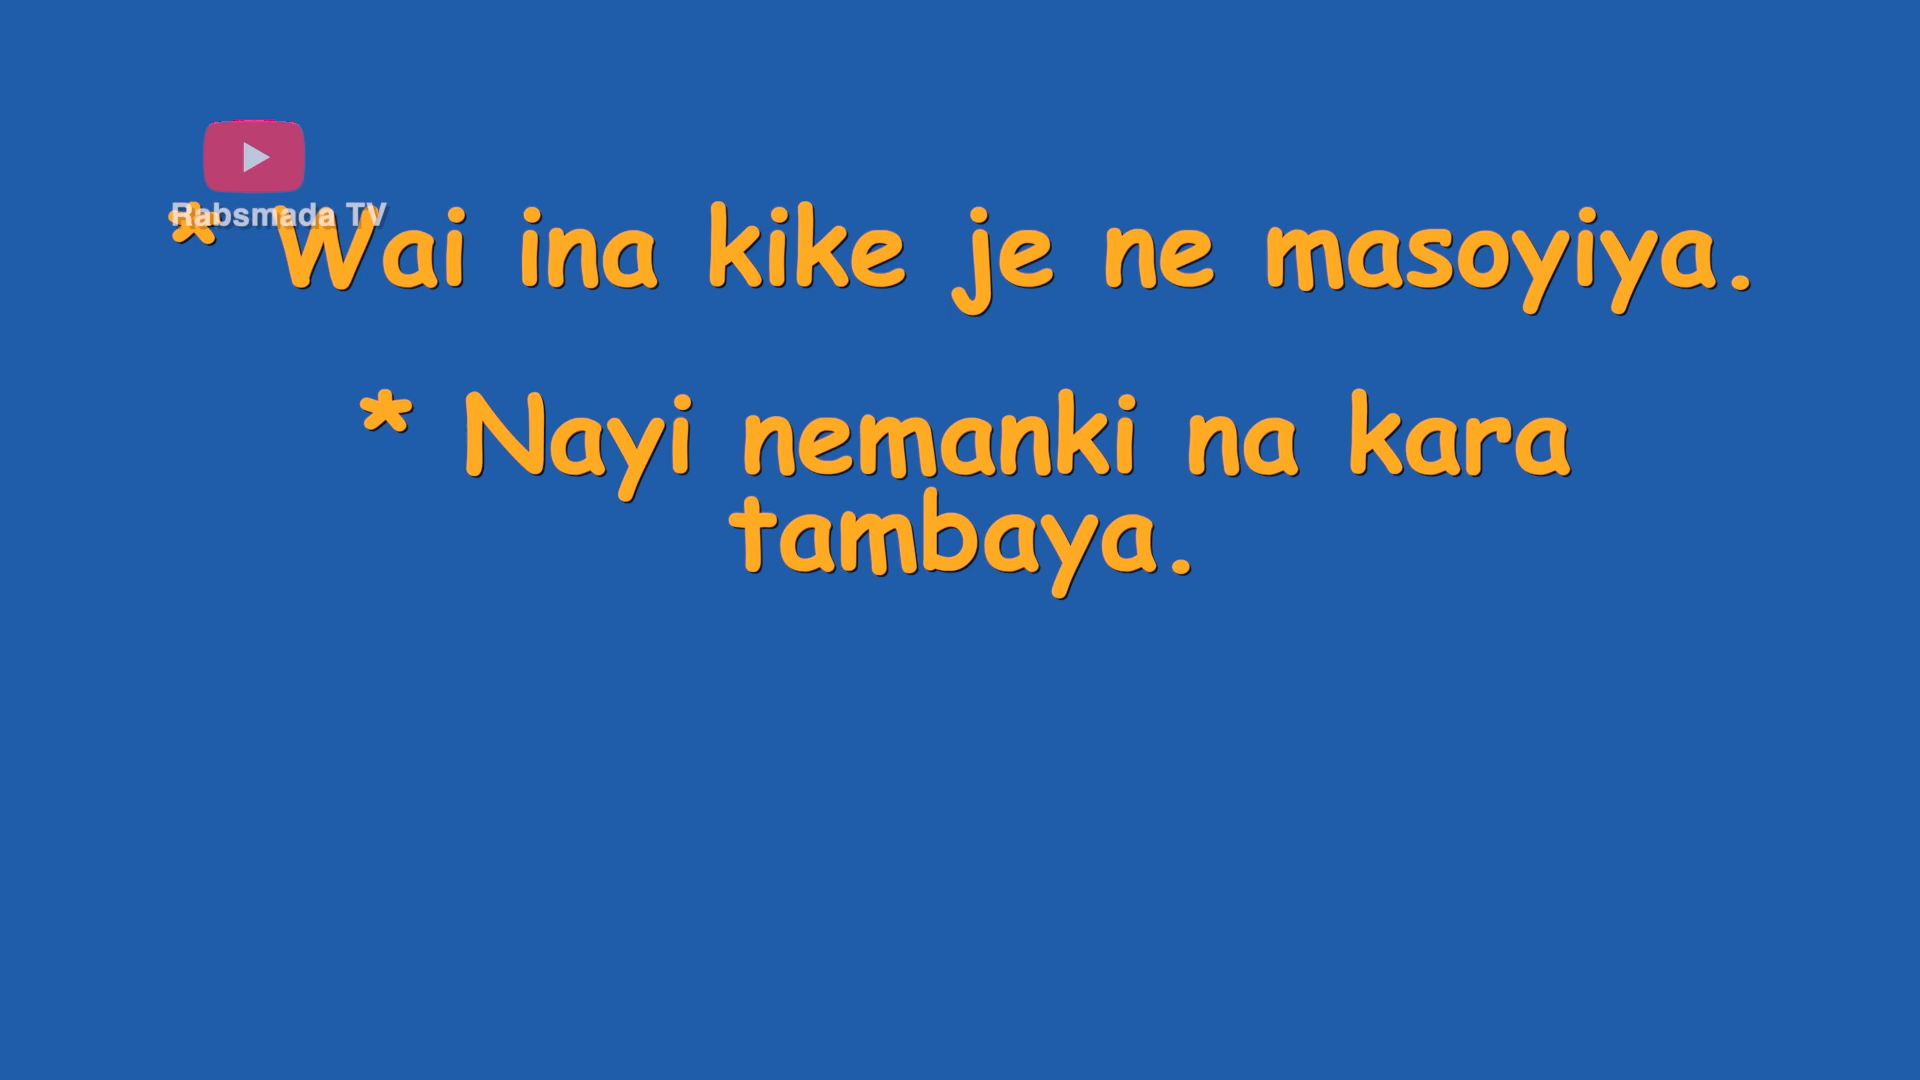 Rabsmada TV
* Wai ina kike je ne masoyiya.
* Nayi nemanki na kara
tambaya.